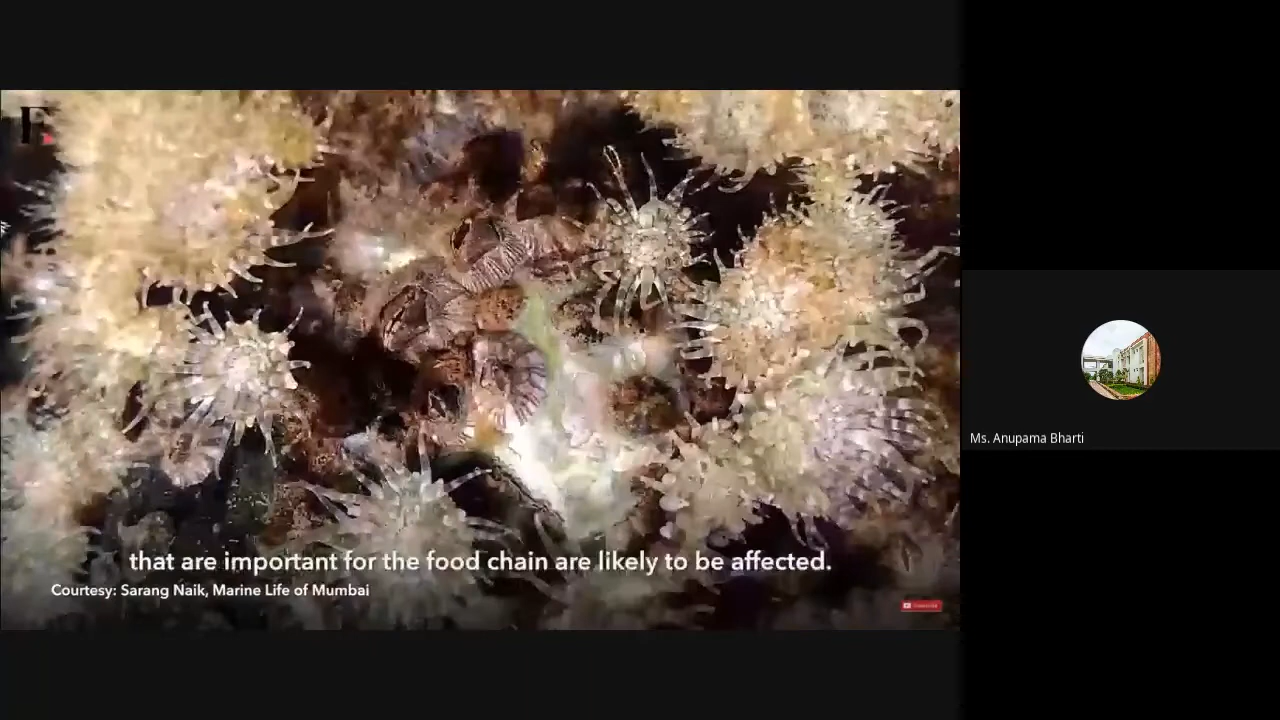 F.
that are important for the food chain are likely to be affected.
Courtesy: Sarang Naik, Marine Life of Mumbai
Ms. Anupama Bharti